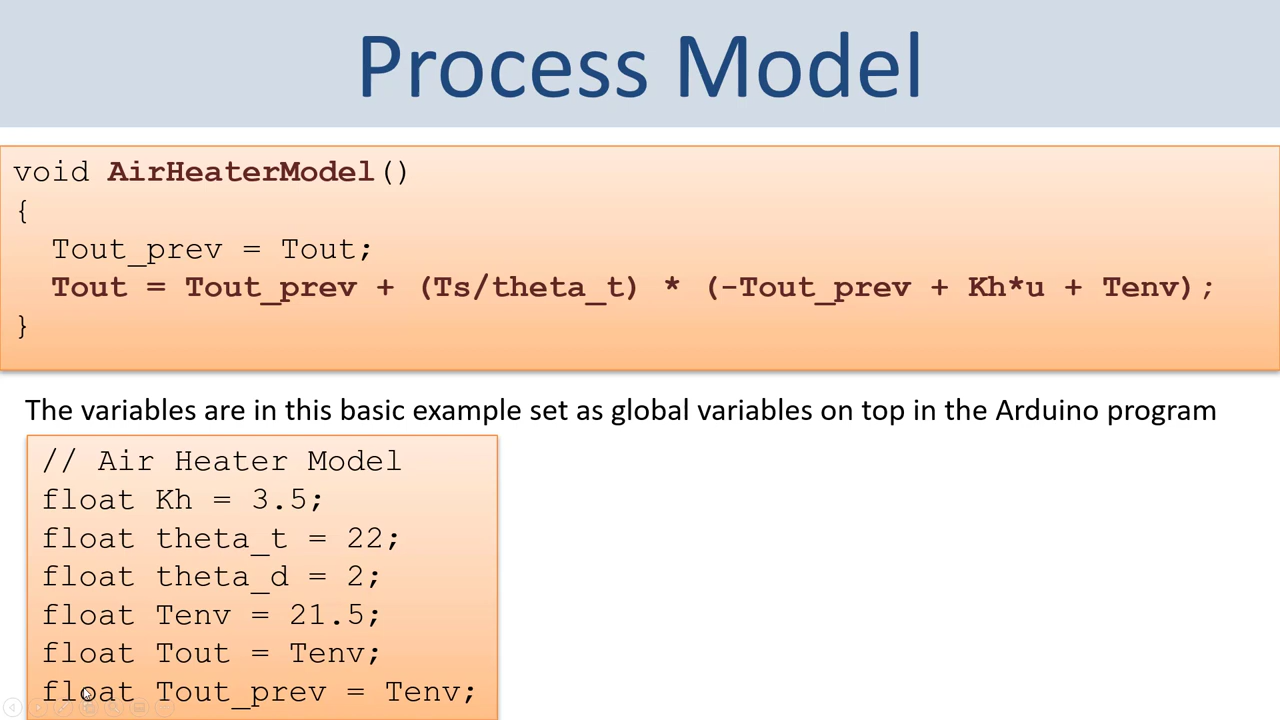 Process Model
void AirHeaterModel()
{
  Tout_prev = Tout;
  Tout = Tout_prev + (Ts/theta_t) * (-Tout_prev + Kh*u + Tenv);
}
The variables are in this basic example set as global variables on top in the Arduino program
// Air Heater Model
float Kh = 3.5;
float theta_t = 22;
float theta_d = 2;
float Tenv = 21.5;
float Tout = Tenv;
float Tout_prev = Tenv;